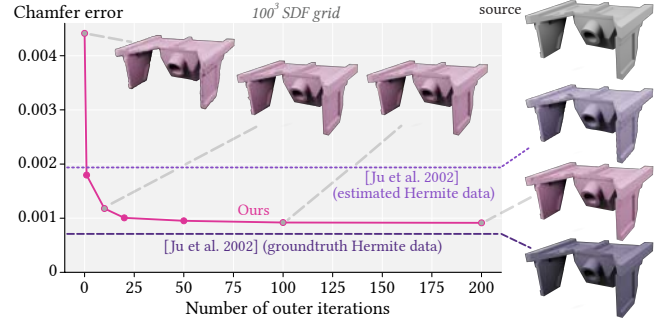 Chamfer error
100³ SDF grid
source
0.004
0.003
0.002
[Ju et al. 2002]
(estimated Hermite data)
Ours
0.001
[Ju et al. 2002] (groundtruth Hermite data)
0
0 25 50 75 100 125 150 175 200
Number of outer iterations